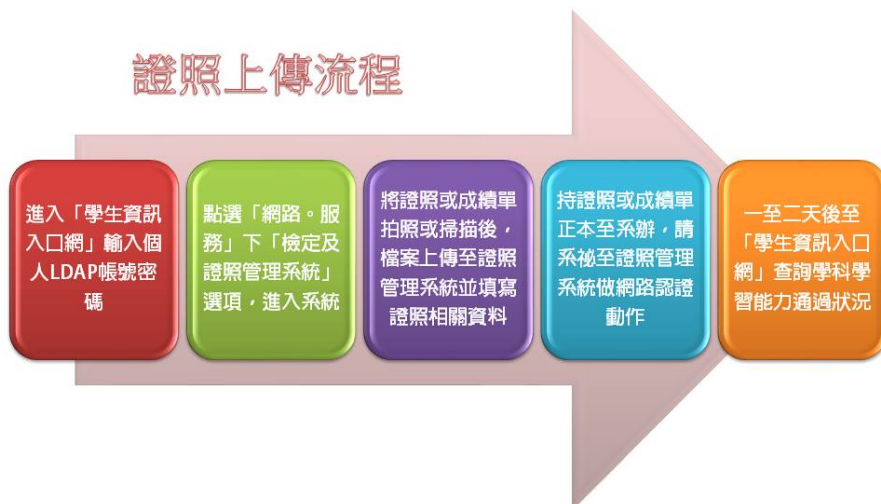 證照上傳流程
進入「學生資訊
入口網」輸入個
人LDAP帳號密
碼
點選「網路。服
務」下「檢定及
證照管理系統」
選項，進入系統
將證照或成績單
拍照或掃描後，
檔案上傳至證照
管理系統並填寫
證照相關資料
持證照或成績單
正本至系辦，請
系祕至證照管理
系統做網路認證
動作
一至二天後至
「學生資訊入口
網」查詢學科學
習能力通過狀況